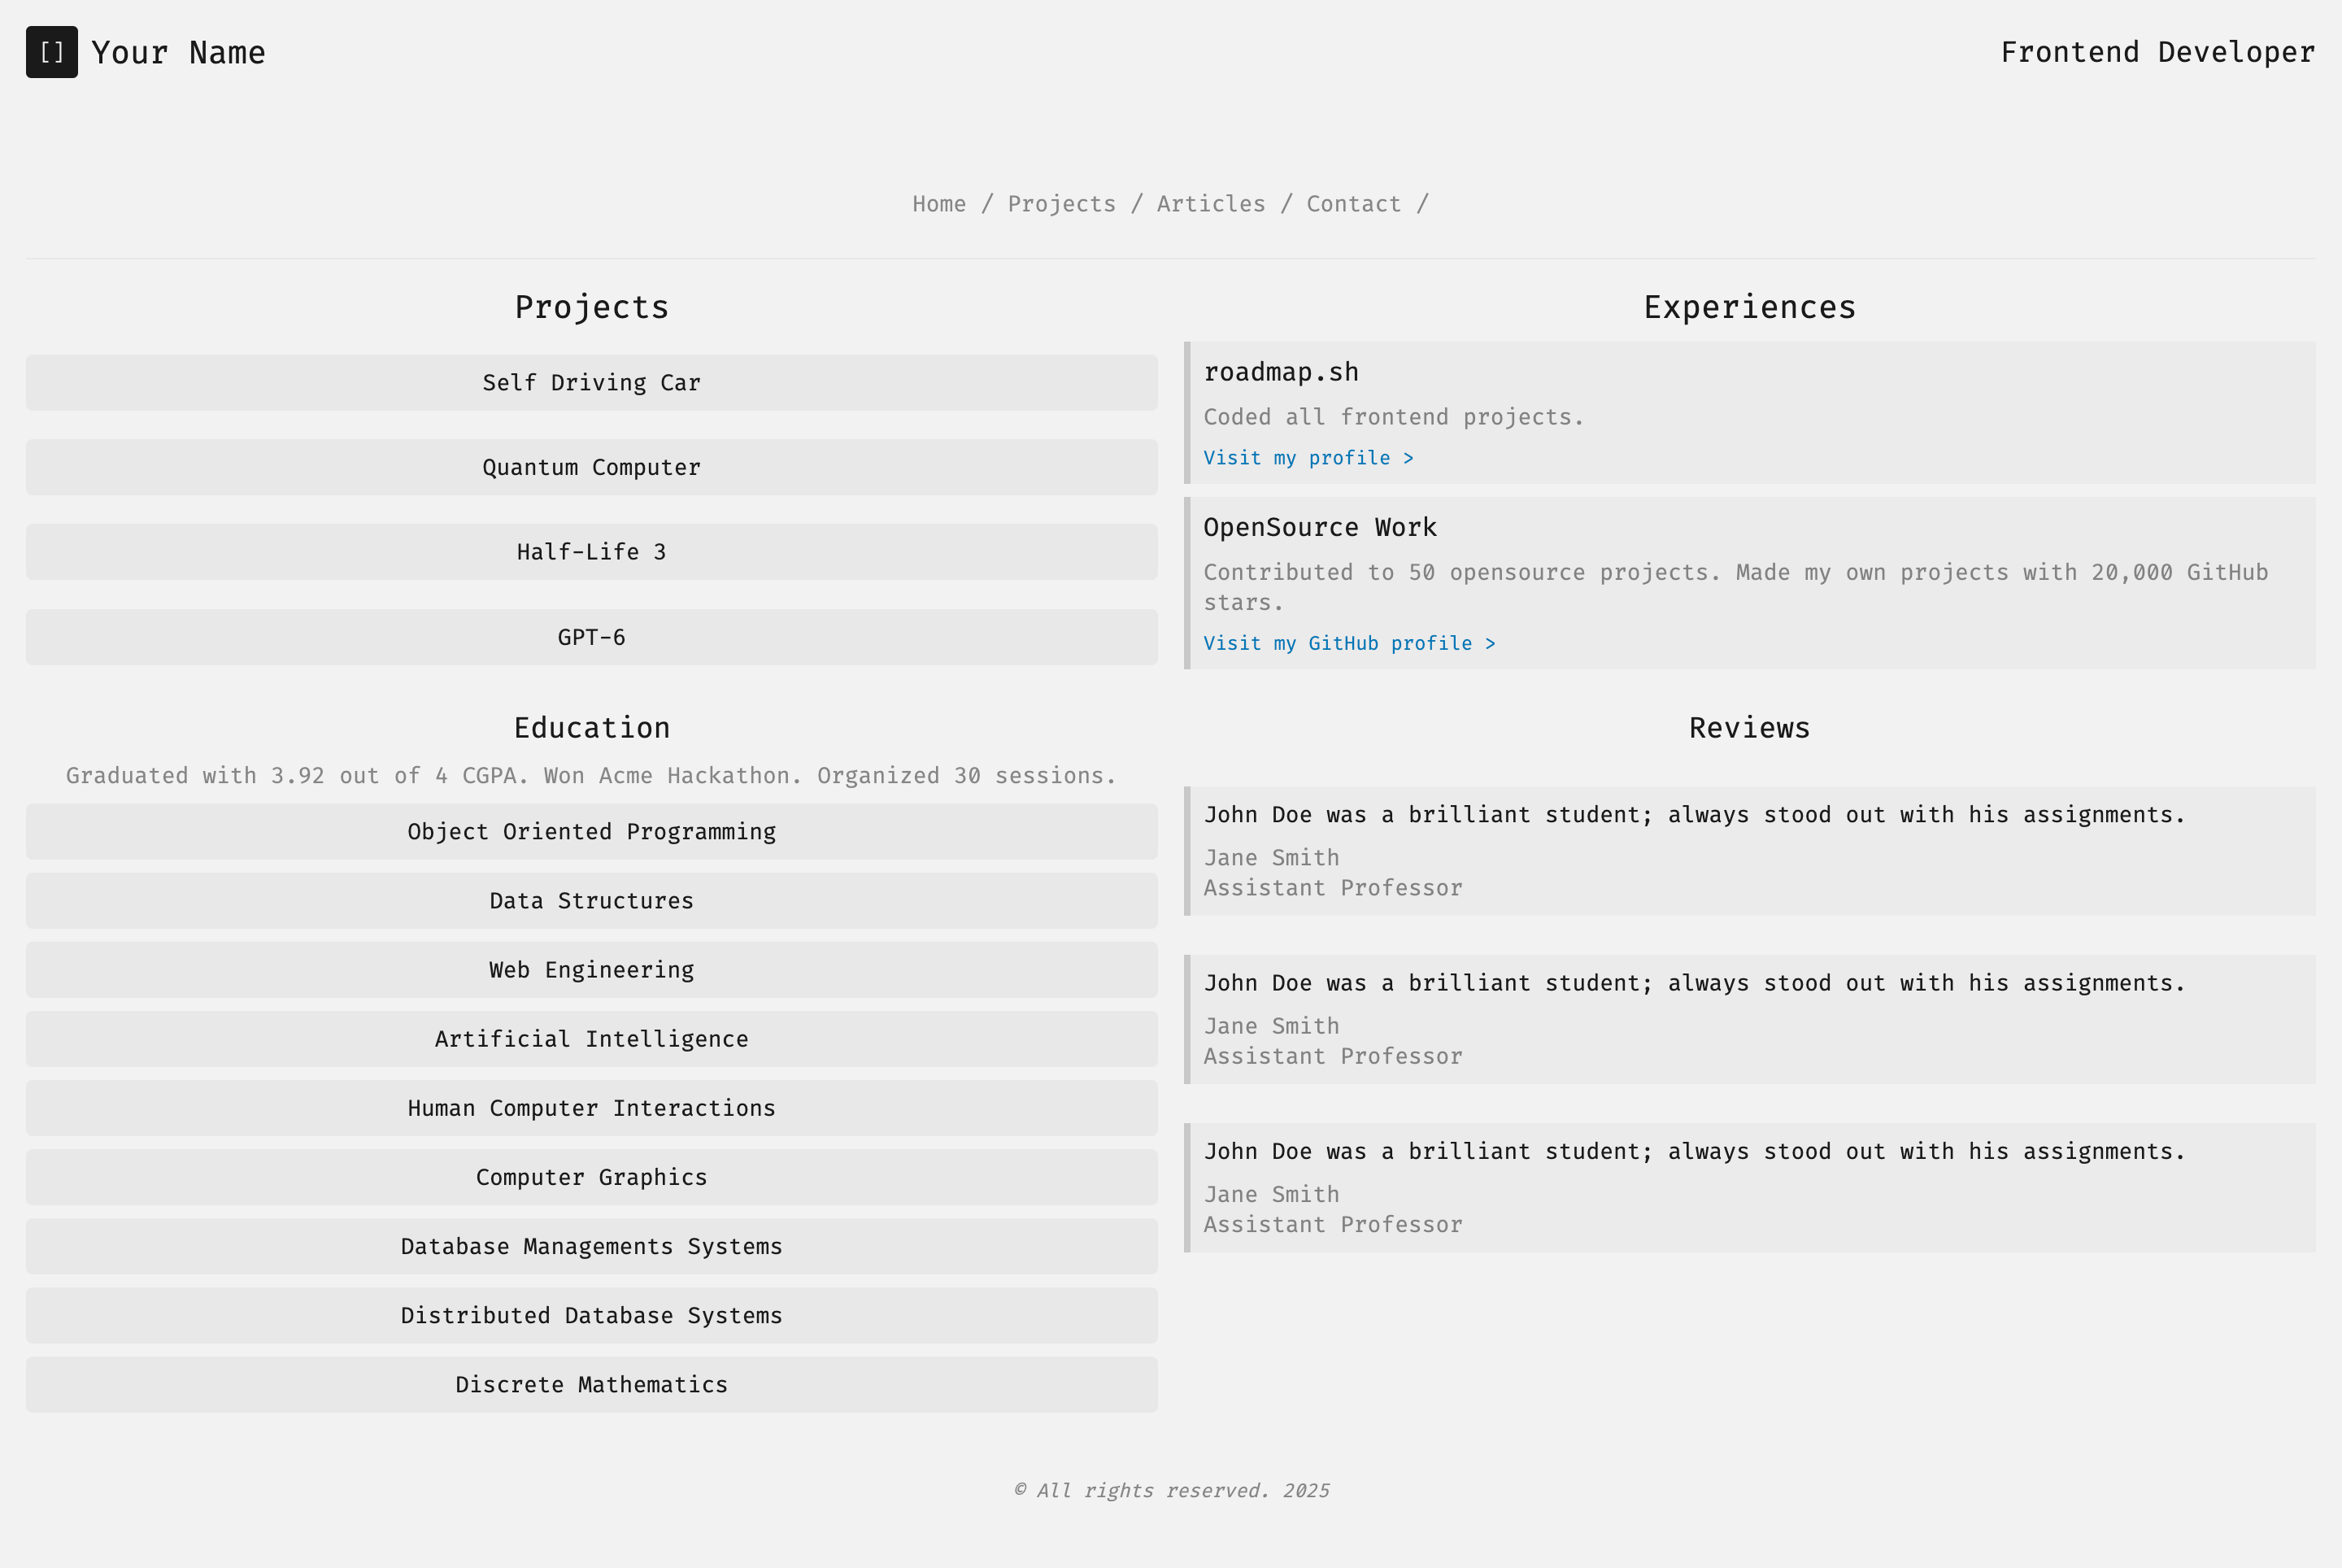 [] Your Name
Frontend Developer
Home / Projects / Articles / Contact /
Projects
Self Driving Car
Quantum Computer
Half-Life 3
GPT-6
Experiences
roadmap.sh
Coded all frontend projects.
Visit my profile >
OpenSource Work
Contributed to 50 opensource projects. Made my own projects with 20,000 GitHub
stars.
Visit my GitHub profile >
Education
Graduated with 3.92 out of 4 CGPA. Won Acme Hackathon. Organized 30 sessions.
Object Oriented Programming
Data Structures
Web Engineering
Artificial Intelligence
Human Computer Interactions
Computer Graphics
Database Managements Systems
Distributed Database Systems
Discrete Mathematics
Reviews
John Doe was a brilliant student; always stood out with his assignments.
Jane Smith
Assistant Professor
John Doe was a brilliant student; always stood out with his assignments.
Jane Smith
Assistant Professor
John Doe was a brilliant student; always stood out with his assignments.
Jane Smith
Assistant Professor
© All rights reserved. 2025